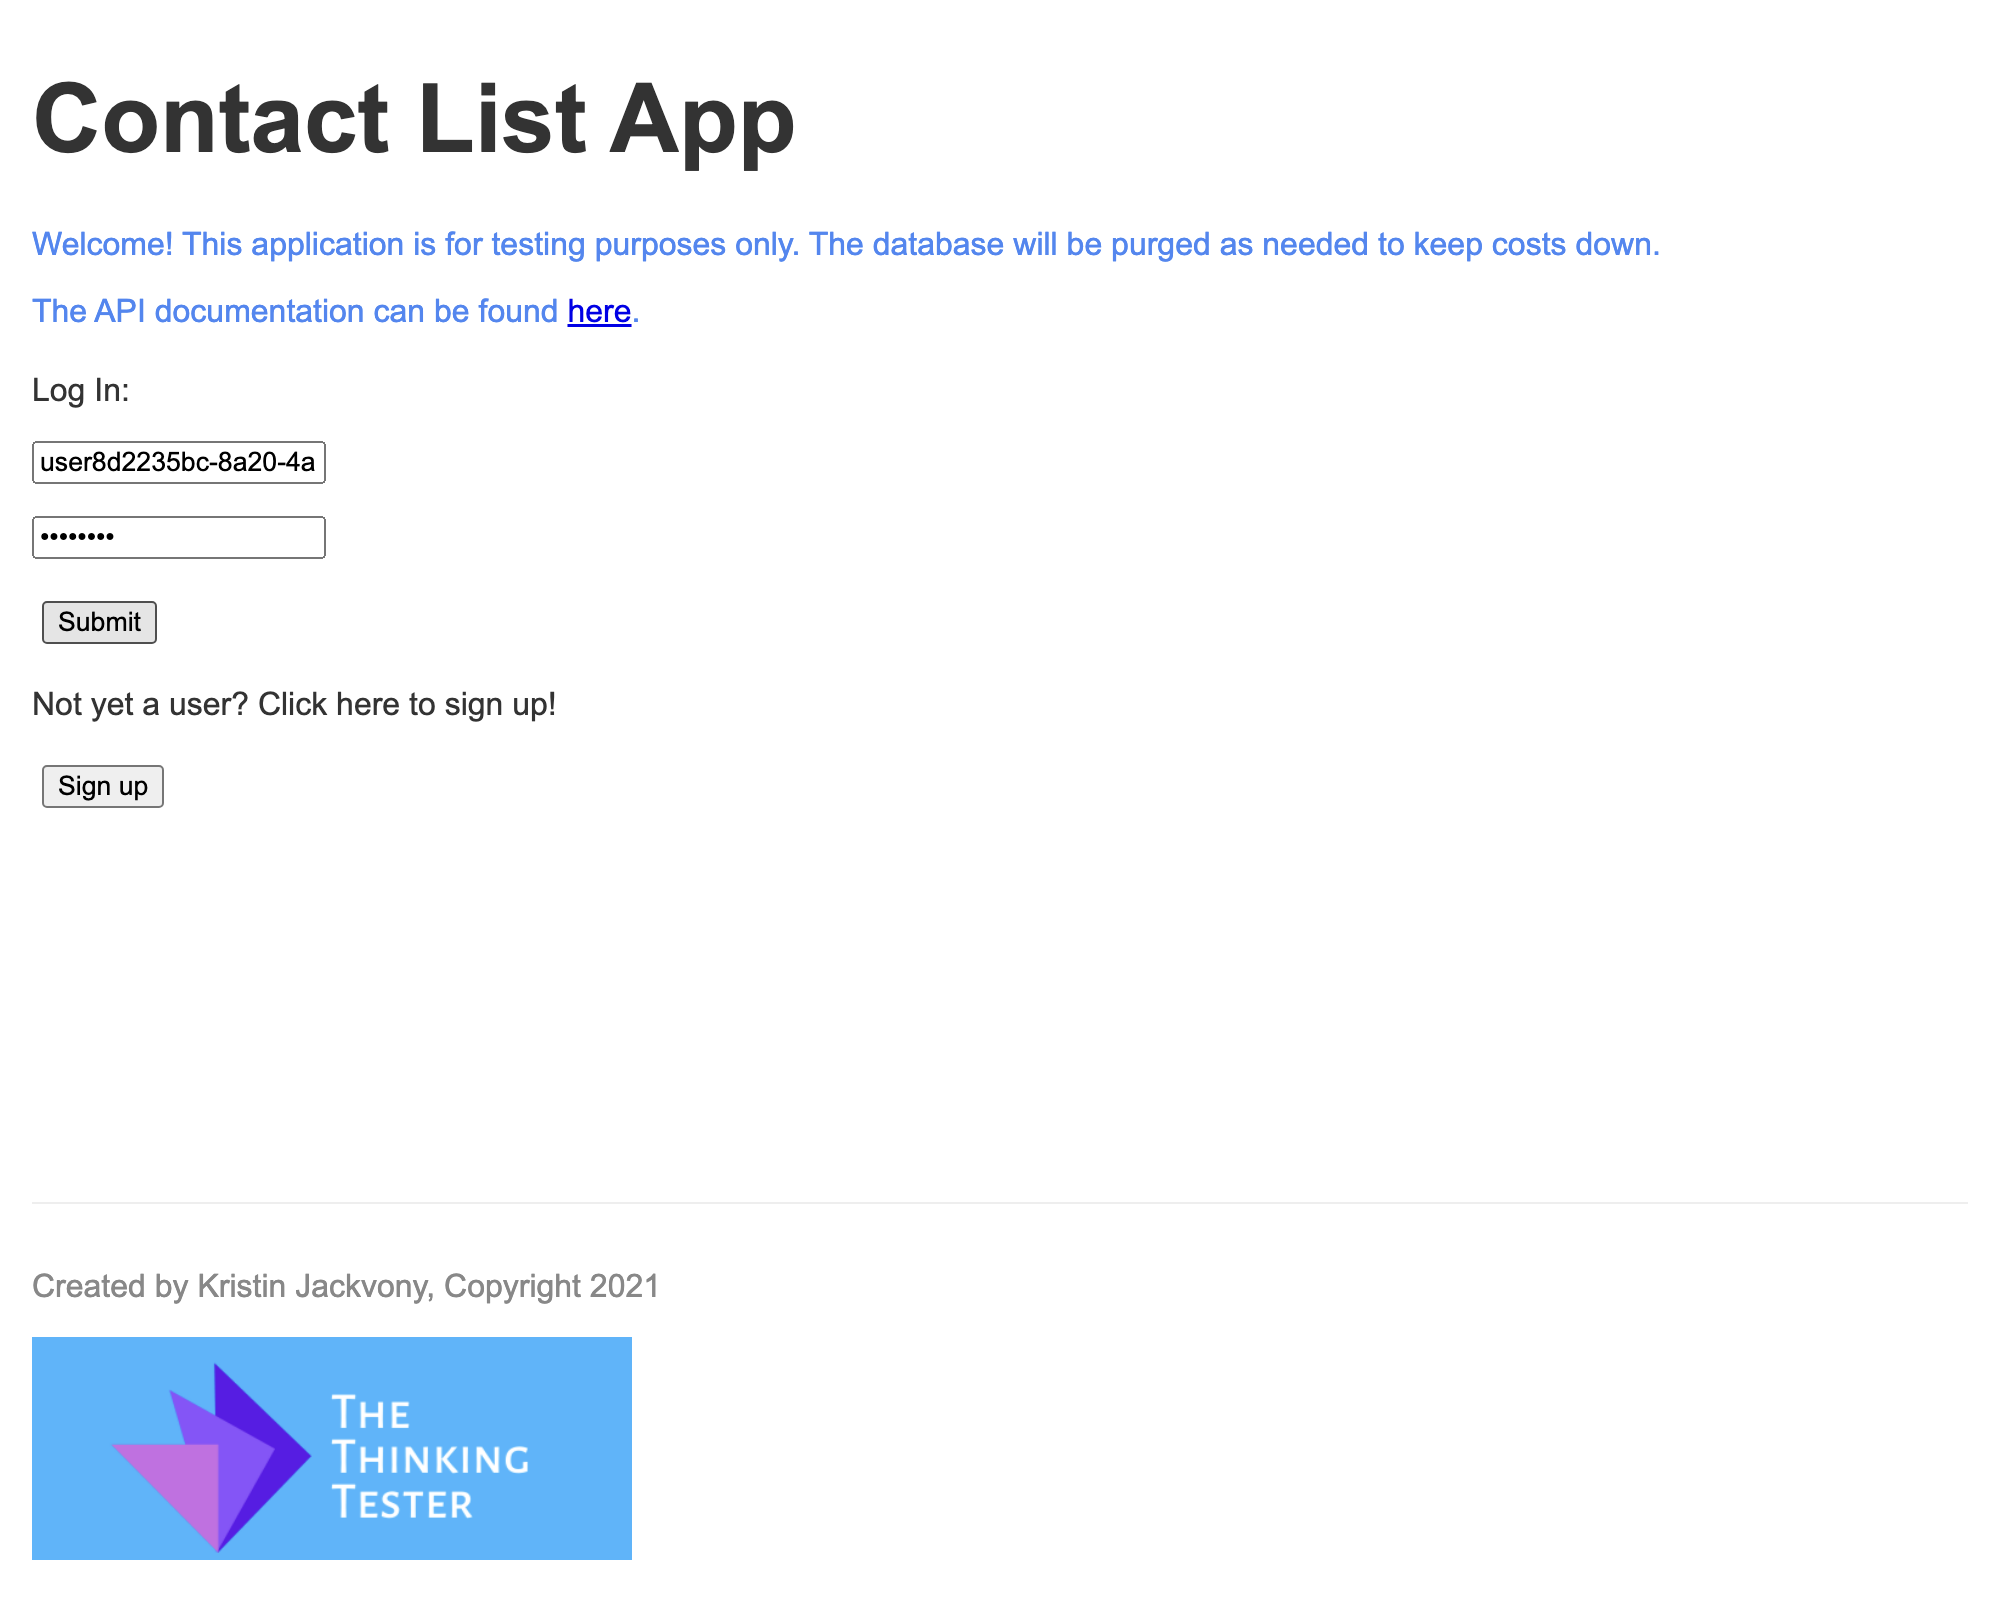 Contact List App
Welcome! This application is for testing purposes only. The database will be purged as needed to keep costs down.
The API documentation can be found here.
Log In:
user8d2235bc-8a20-4a
••••••••
Submit
Not yet a user? Click here to sign up!
Sign up
Created by Kristin Jackvony, Copyright 2021
THE
THINKING
TESTER